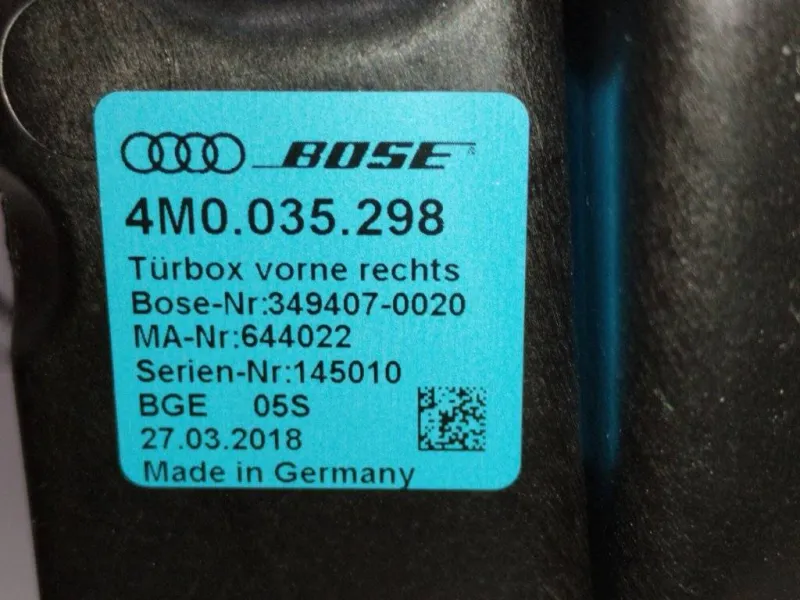 BOSE
4M0.035.298
Türbox vorne rechts
Bose-Nr:349407-0020
MA-Nr:644022
Serien-Nr:145010
BGE 05S
27.03.2018
Made in Germany